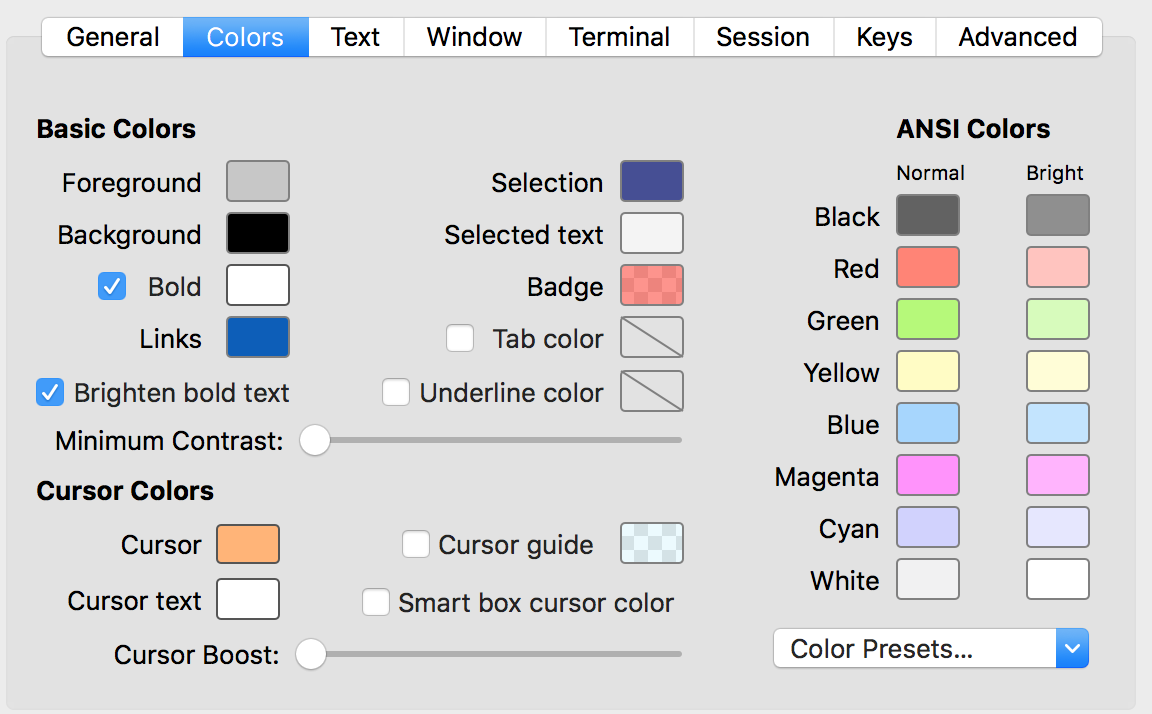 General Colors Text Window Terminal Session Keys Advanced
Basic Colors
Foreground
Background
Bold
Links
Brighten bold text
Selection
Selected text
Badge
Tab color
Underline color
Minimum Contrast:
Cursor Colors
Cursor
Cursor text
Cursor guide
Smart box cursor color
Cursor Boost:
ANSI Colors
Normal Bright
Black
Red
Green
Yellow
Blue
Magenta
Cyan
White
Color Presets...